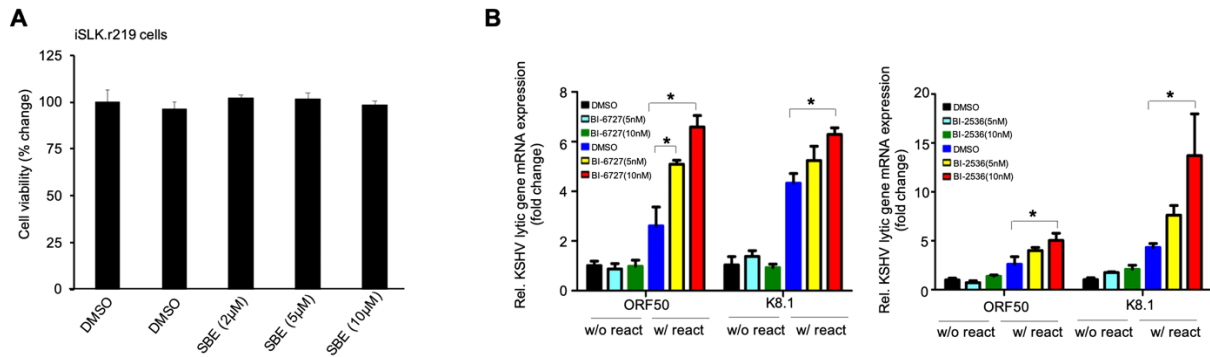 A
iSLK.r219 cells
Cell viability (% change)
125
100
75
50
25
0
DMSO
DMSO
SBE (2µM)
SBE (5µM)
SBE (10µM)
B
Rel. KSHV lytic gene mRNA expression
(fold change)
8
6
4
2
0
DMSO
BI-6727(5nM)
BI-6727(10nM)
DMSO
BI-6727(5nM)
BI-6727(10nM)
*
*
*
ORF50
K8.1
w/o react
w/ react
w/o react
w/ react
Rel. KSHV lytic gene mRNA expression
(fold change)
20
15
10
5
0
DMSO
BI-2536(5nM)
BI-2536(10nM)
DMSO
BI-2536(5nM)
BI-2536(10nM)
*
*
ORF50
K8.1
w/o react
w/ react
w/o react
w/ react